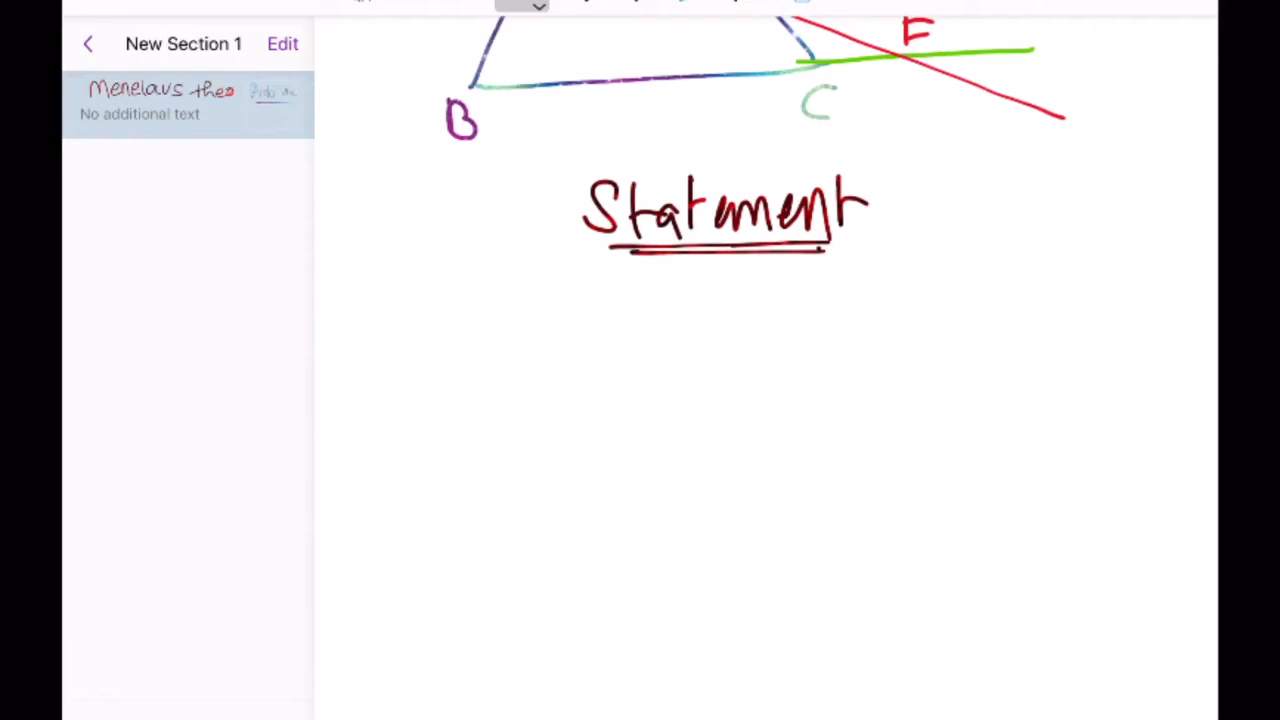 New Section 1 Edit
Menelaus theo
No additional text
F
B
C
Statement